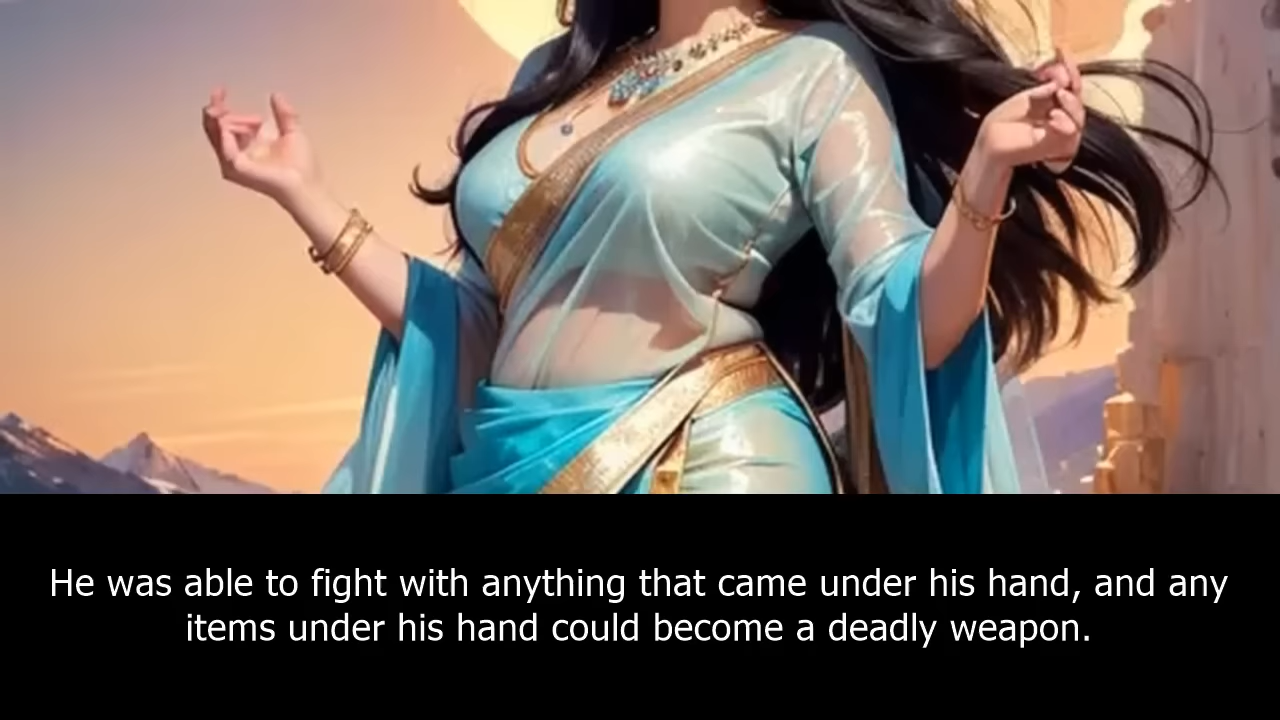 He was able to fight with anything that came under his hand, and any
items under his hand could become a deadly weapon.